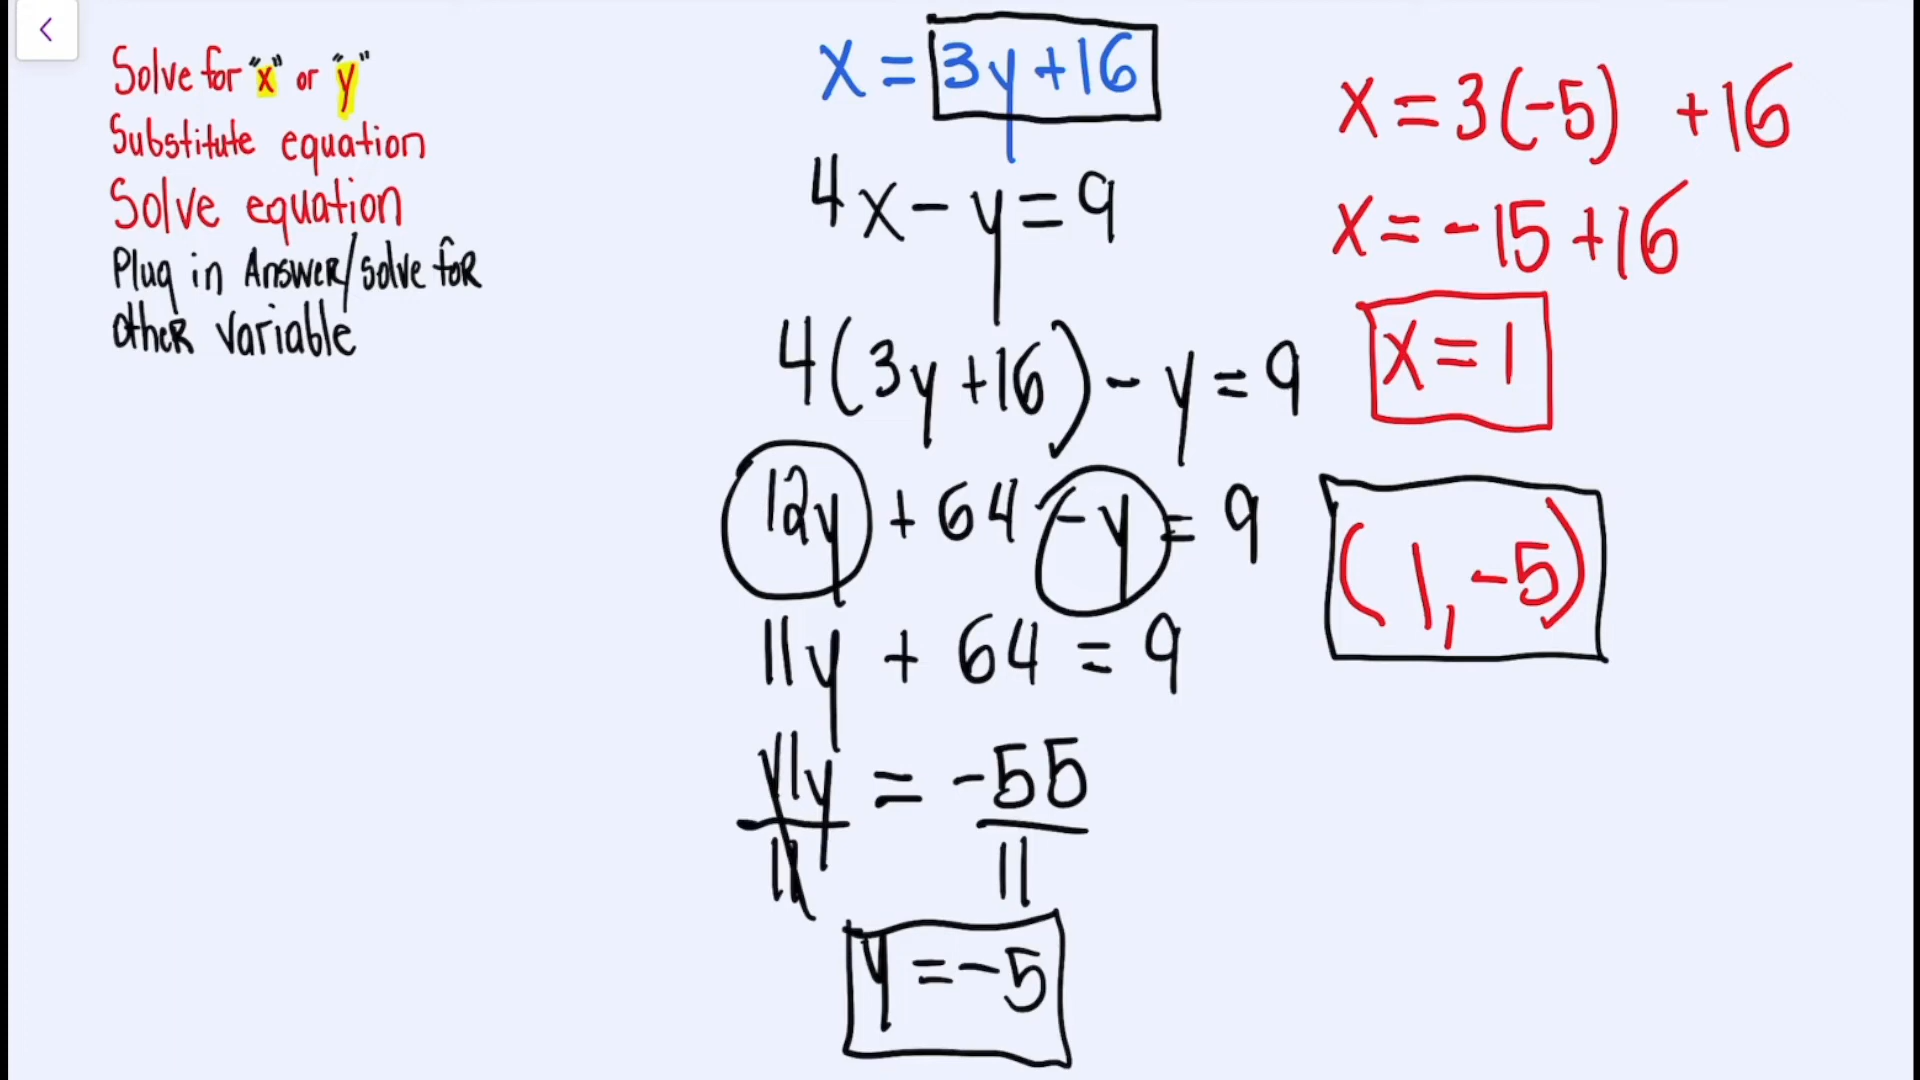 Solve for "x" or "y"
Substitute equation
Solve equation
Plug in Answer/solve for
other variable
x = 3y+16
4x - y = 9
4(3y+16) - y = 9
12y + 64 - y = 9
11y + 64 = 9
11y = -55
11 11
y = -5
x = 3(-5) +16
x = -15+16
x = 1
(1, -5)